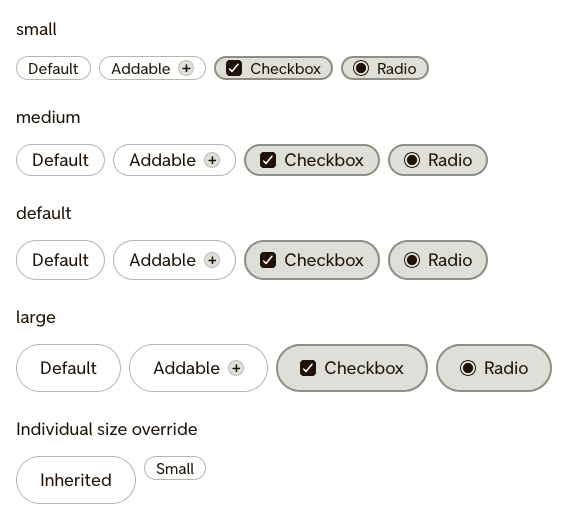 small
Default Addable + Checkbox Radio
medium
Default Addable + Checkbox Radio
default
Default Addable + Checkbox Radio
large
Default Addable + Checkbox Radio
Individual size override
Inherited Small